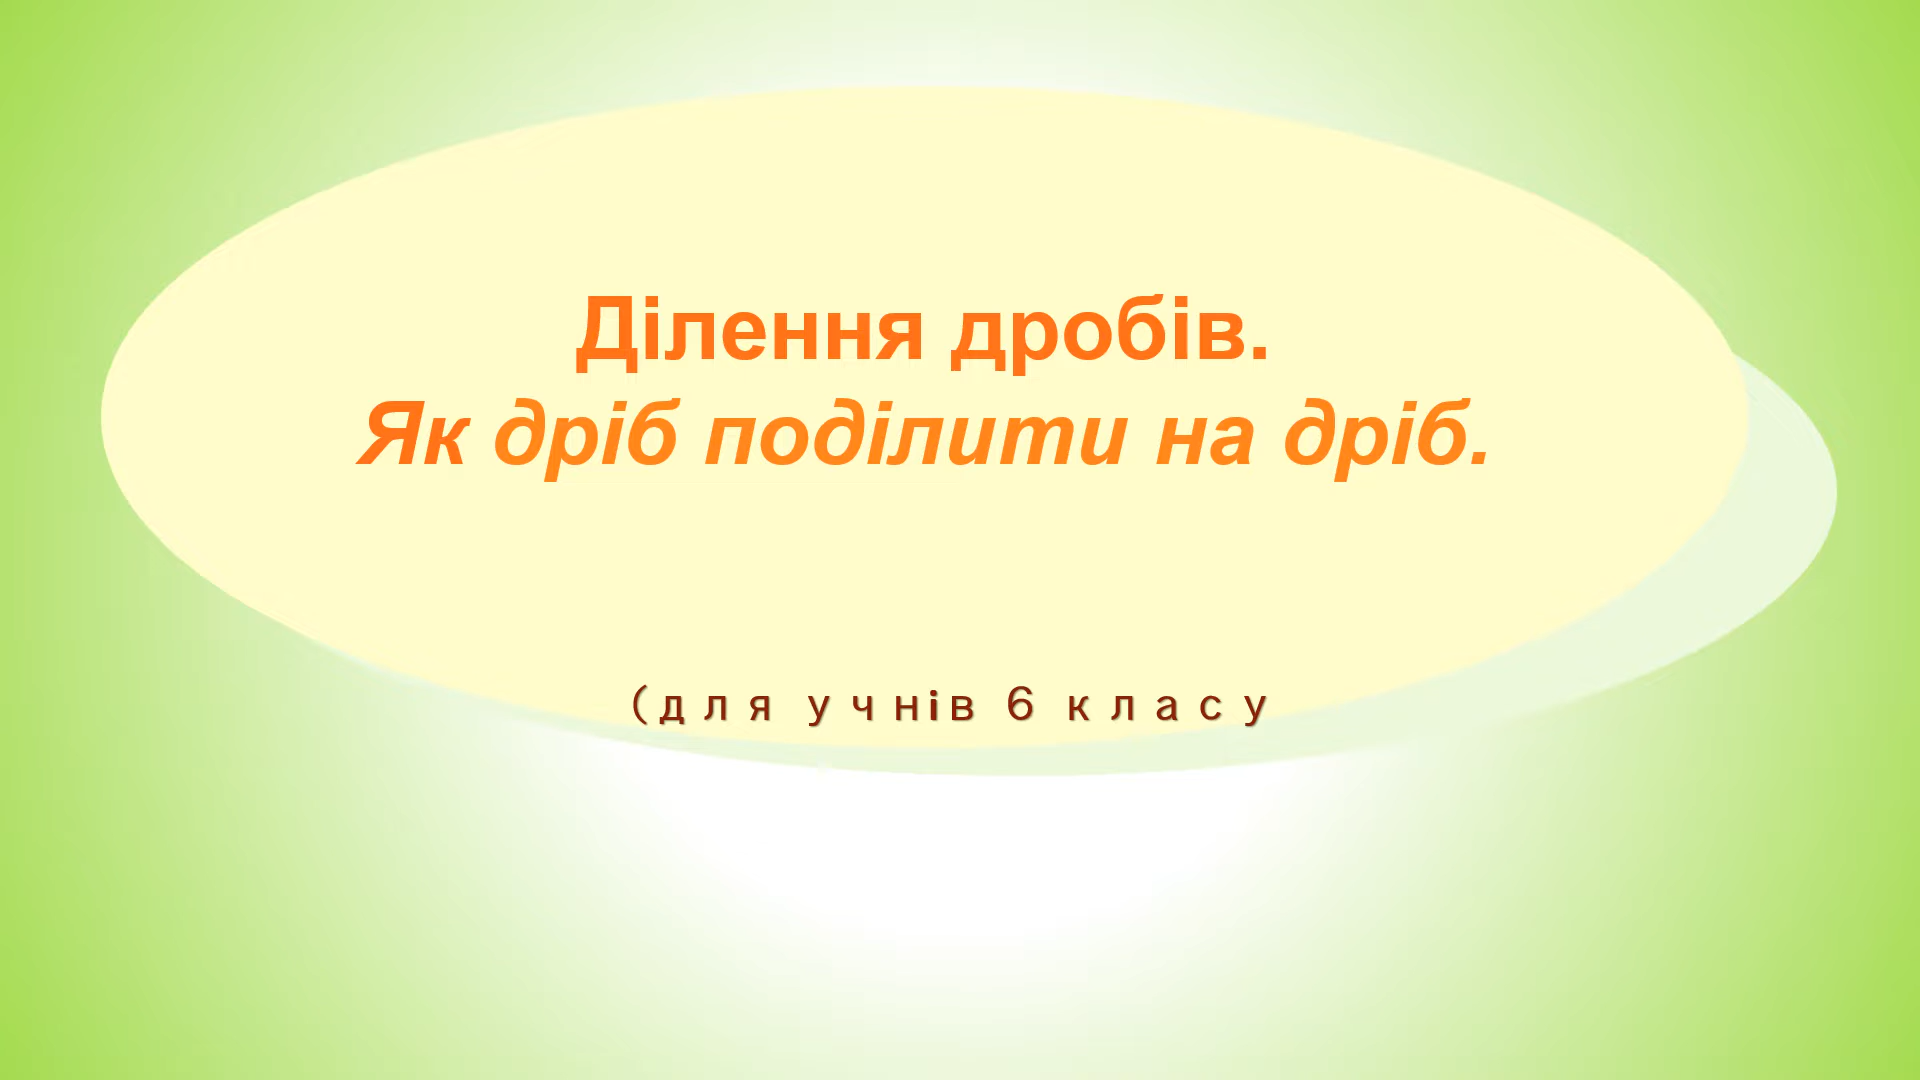 Ділення дробів.
Як дріб поділити на дріб.
(для учнів 6 класу